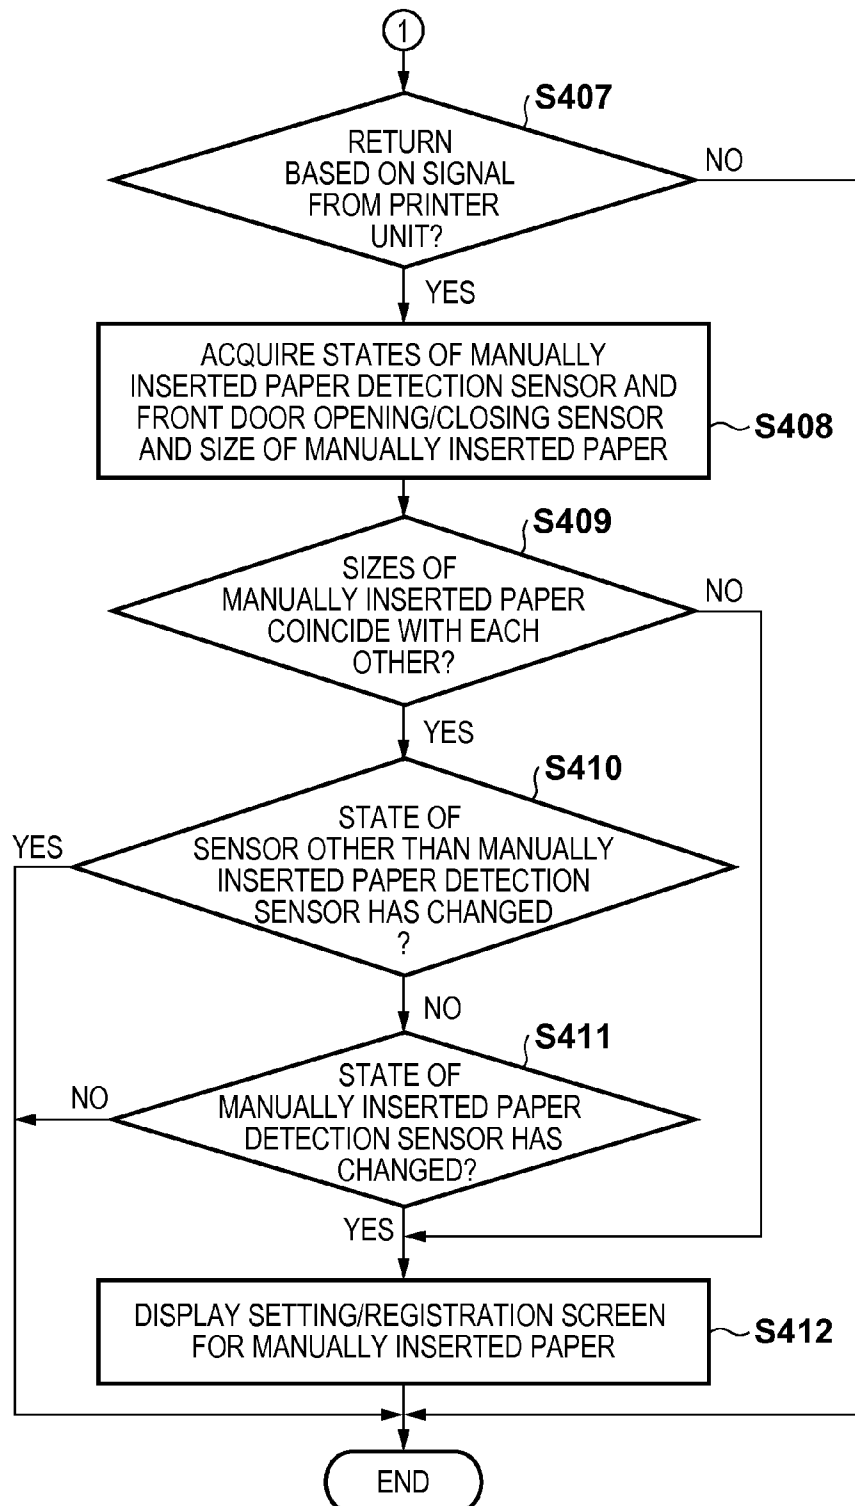 1
S407
RETURN
BASED ON SIGNAL
FROM PRINTER
UNIT?
NO
YES
ACQUIRE STATES OF MANUALLY
INSERTED PAPER DETECTION SENSOR AND
FRONT DOOR OPENING/CLOSING SENSOR
AND SIZE OF MANUALLY INSERTED PAPER
S408
S409
SIZES OF
MANUALLY INSERTED PAPER
COINCIDE WITH EACH
OTHER?
NO
YES
S410
STATE OF
SENSOR OTHER THAN MANUALLY
INSERTED PAPER DETECTION
SENSOR HAS CHANGED
?
YES
NO
S411
STATE OF
MANUALLY INSERTED PAPER
DETECTION SENSOR HAS
CHANGED?
NO
YES
DISPLAY SETTING/REGISTRATION SCREEN
FOR MANUALLY INSERTED PAPER
S412
END